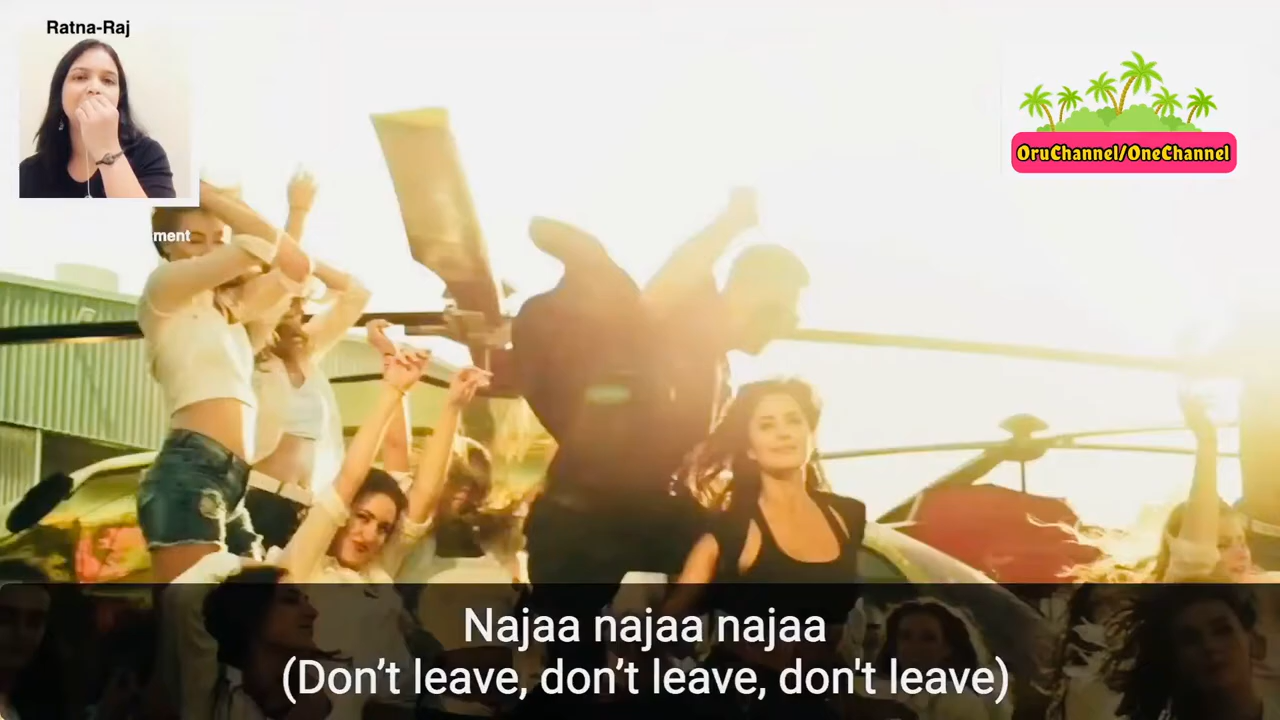 Ratna-Raj
OruChannel/OneChannel
ment
Najaa najaa najaa
(Don’t leave, don’t leave, don't leave)